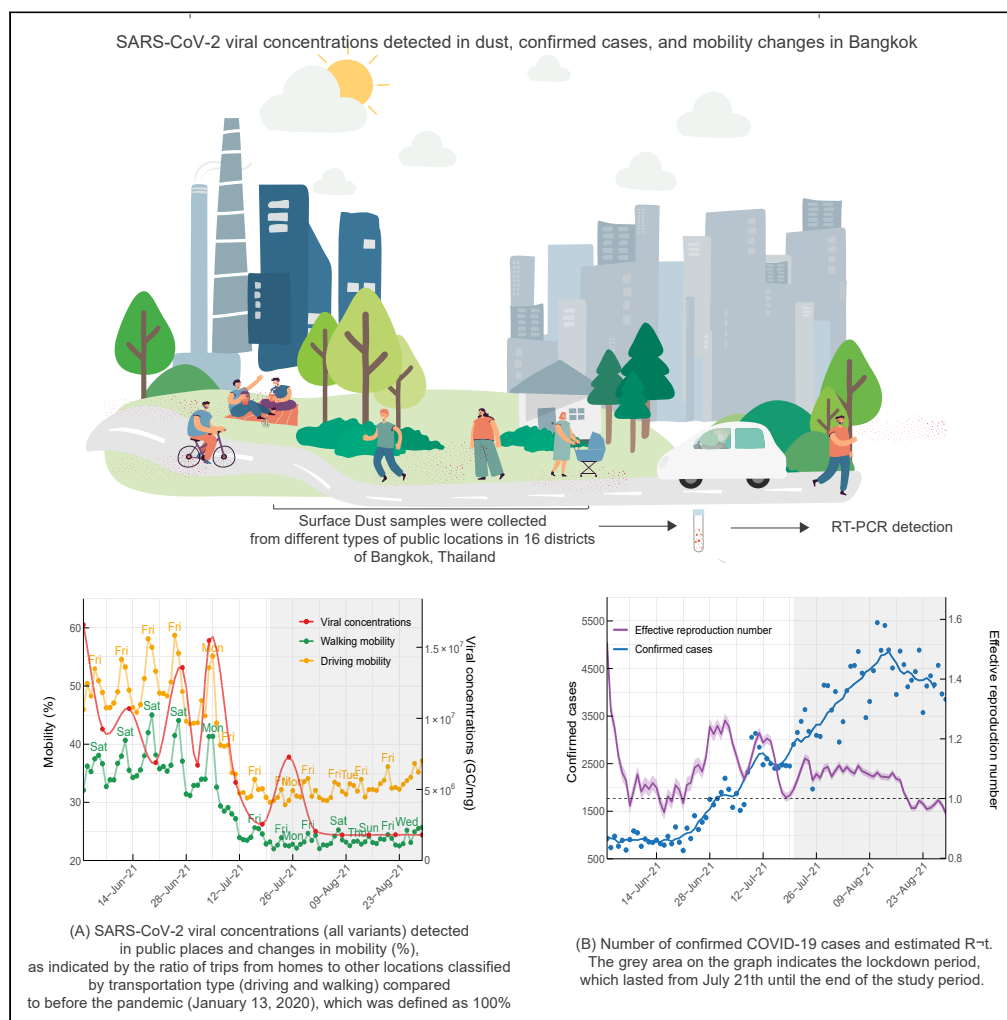 SARS-CoV-2 viral concentrations detected in dust, confirmed cases, and mobility changes in Bangkok
Surface Dust samples were collected
from different types of public locations in 16 districts
of Bangkok, Thailand
RT-PCR detection
Mobility (%)
60
50
40
30
20
Viral concentrations
Walking mobility
Driving mobility
Fri
Fri
Fri
Fri
Mon
Fri
Fri
Mon
Fri
Fri
Tue
Fri
Fri
Sat
Sat
Sat
Sat
Mon
Fri
Fri
Mon
Fri
Sat
Thu
Sun
Fri
Wed
1.5×10⁷
1×10⁷
5×10⁶
0
Viral concentrations (GC/mg)
14-Jun-21
28-Jun-21
12-Jul-21
26-Jul-21
09-Aug-21
23-Aug-21
(A) SARS-CoV-2 viral concentrations (all variants) detected
in public places and changes in mobility (%),
as indicated by the ratio of trips from homes to other locations classified
by transportation type (driving and walking) compared
to before the pandemic (January 13, 2020), which was defined as 100%
Confirmed cases
5500
4500
3500
2500
1500
500
Effective reproduction number
Confirmed cases
1.6
1.4
1.2
1.0
0.8
Effective reproduction number
14-Jun-21
28-Jun-21
12-Jul-21
26-Jul-21
09-Aug-21
23-Aug-21
(B) Number of confirmed COVID-19 cases and estimated R¬t.
The grey area on the graph indicates the lockdown period,
which lasted from July 21th until the end of the study period.